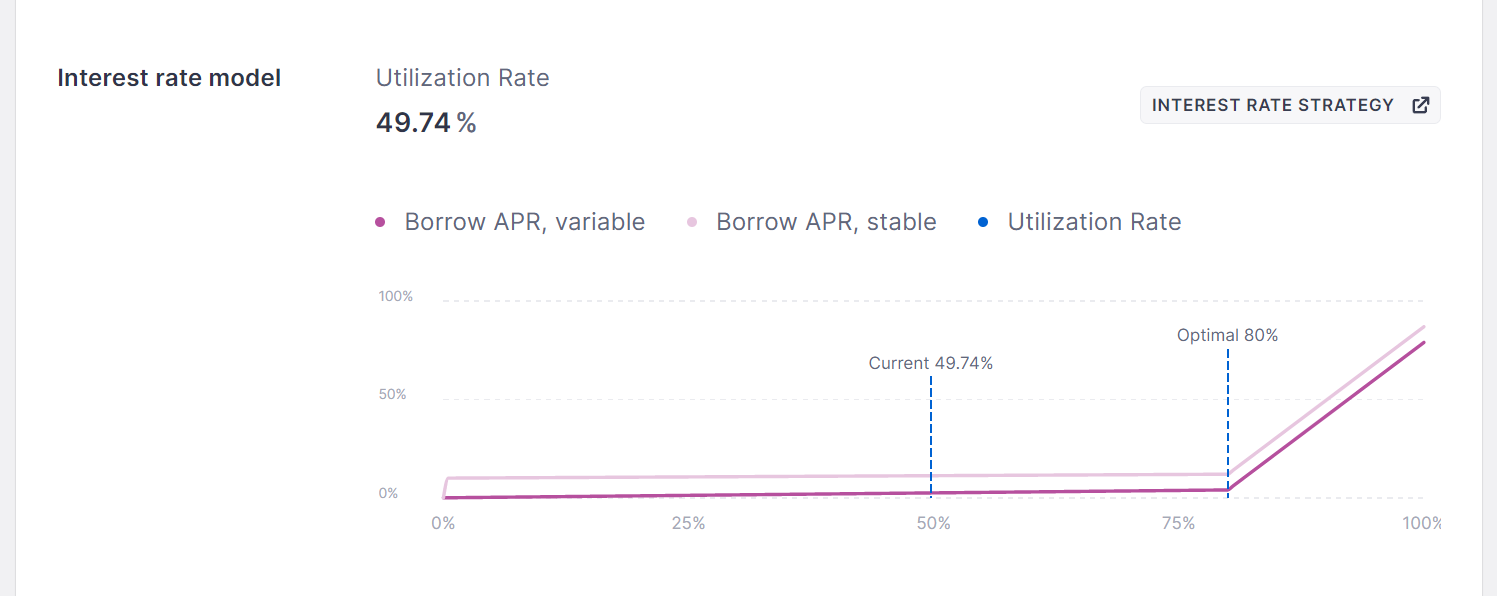 Interest rate model
Utilization Rate
49.74 %
INTEREST RATE STRATEGY
Borrow APR, variable
Borrow APR, stable
Utilization Rate
100%
Optimal 80%
Current 49.74%
50%
0%
0%
25%
50%
75%
100%